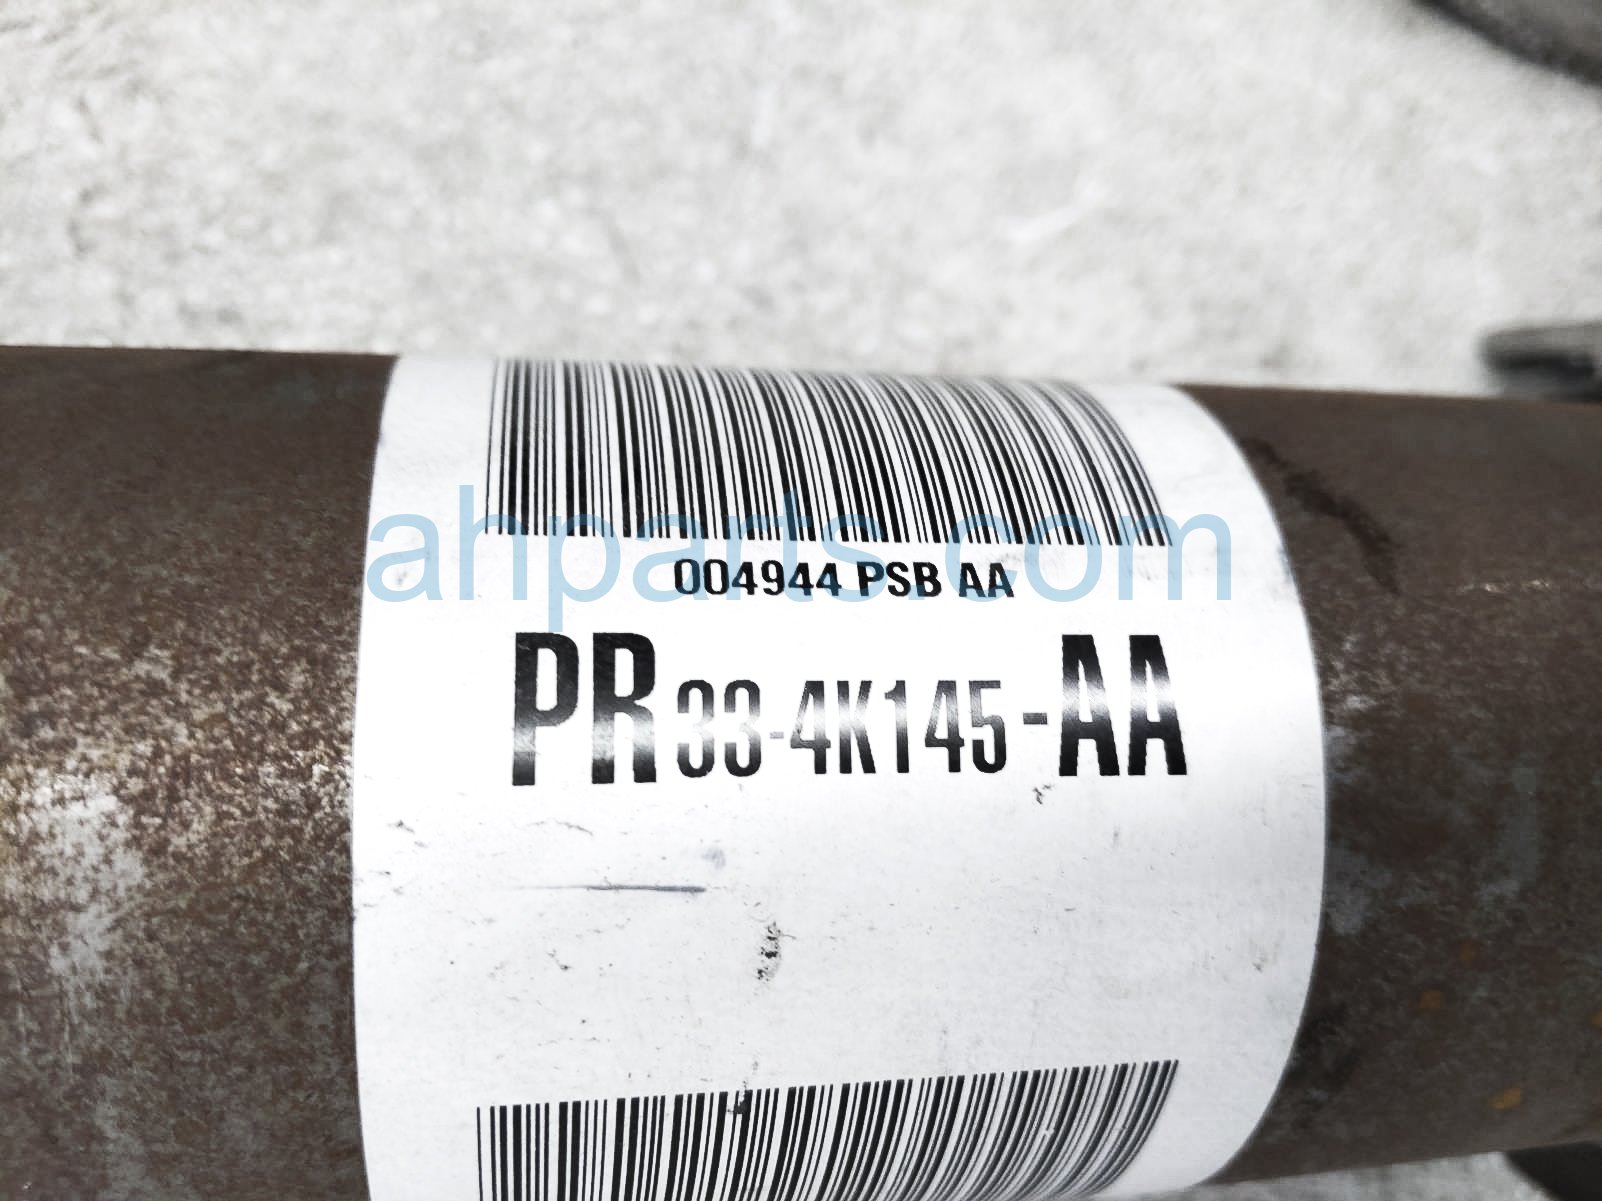 ahparts.com
004944 PSB AA
PR33-4K145-AA